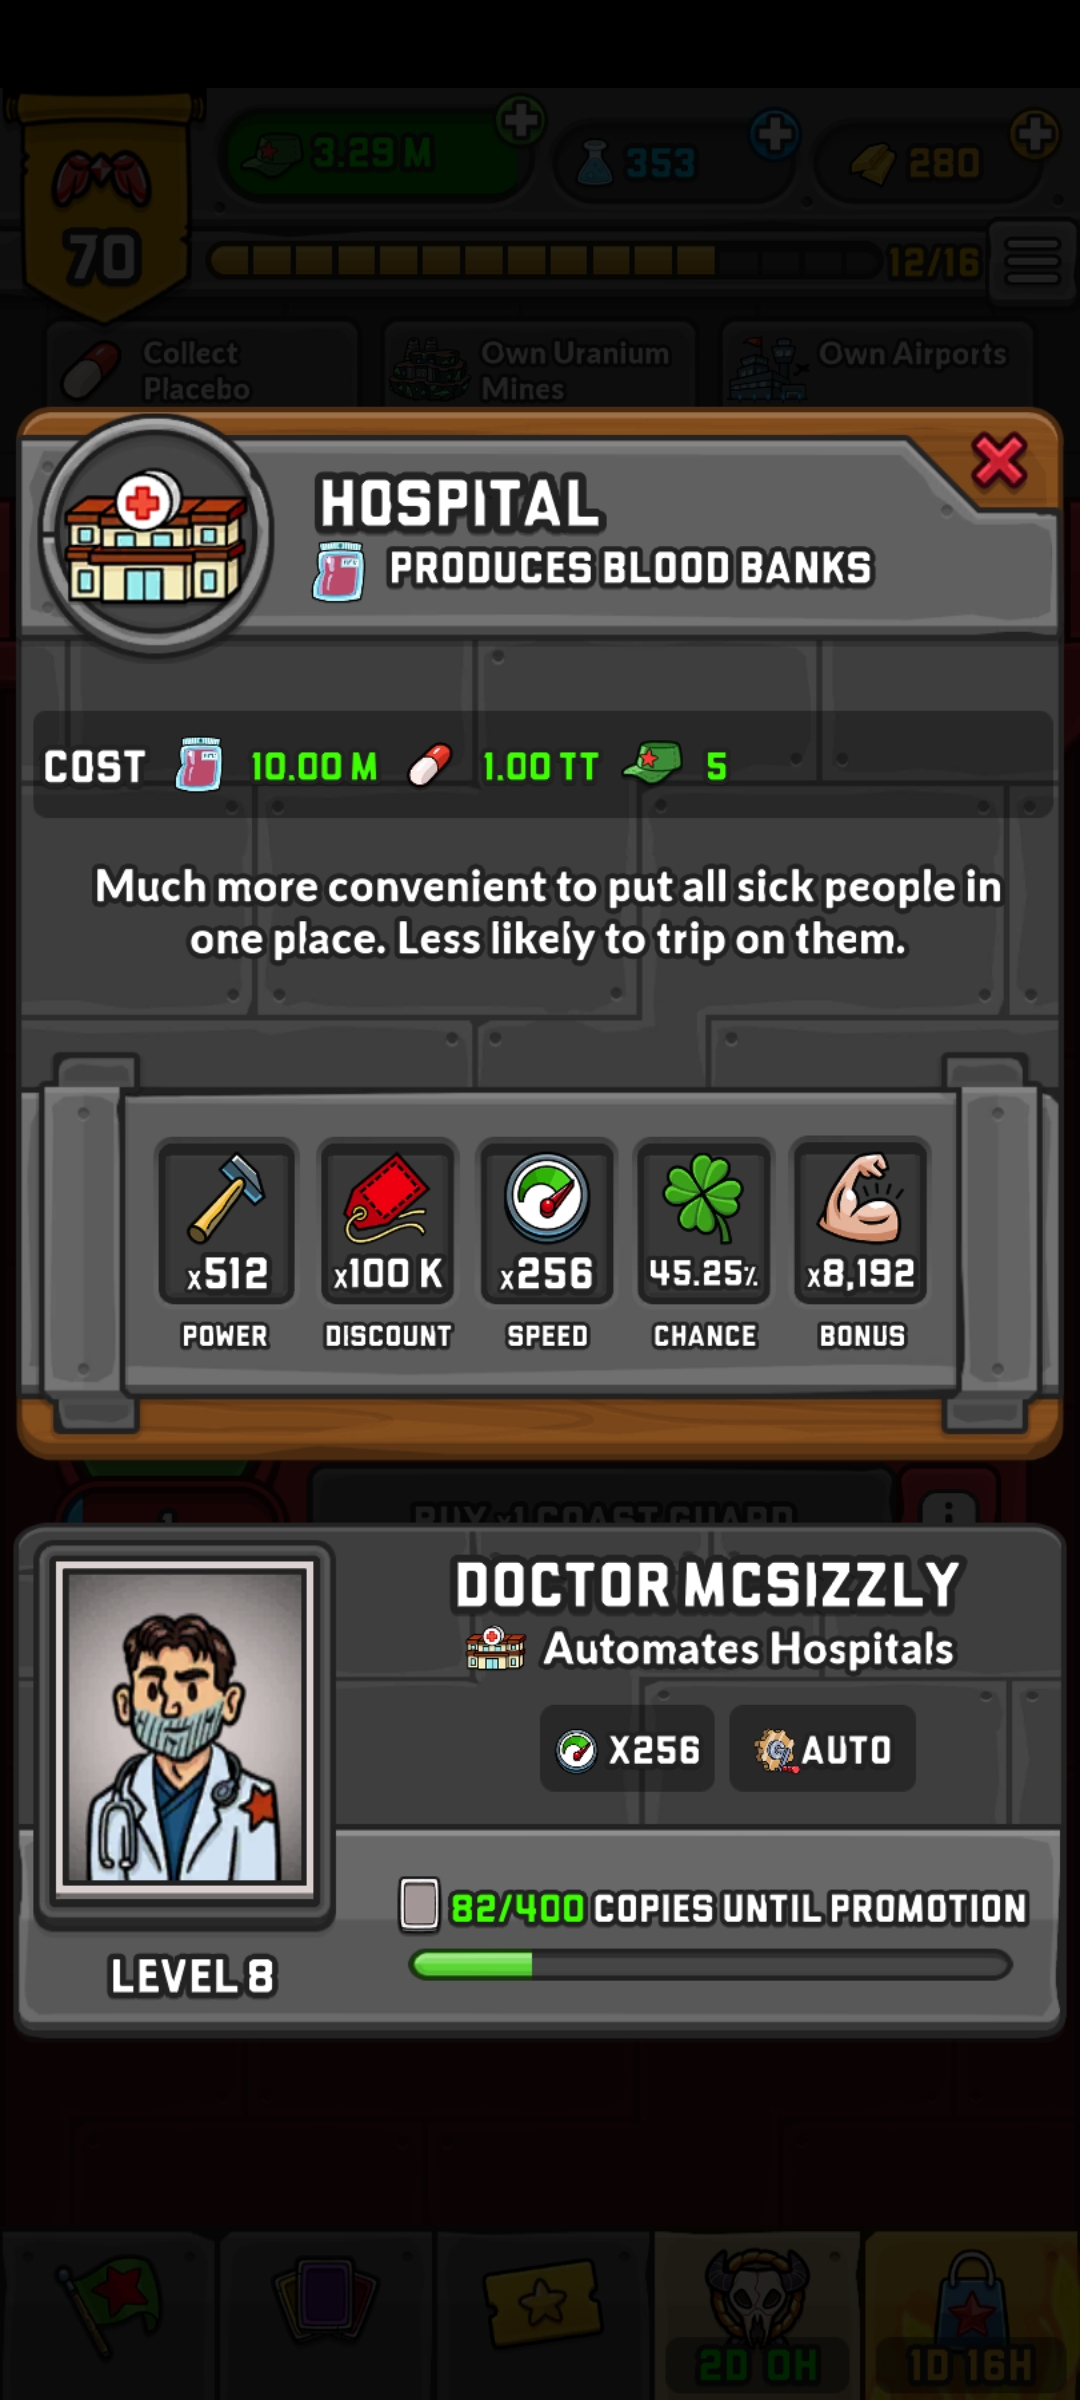 3.29 M
353
280
70
12/16
Collect
Placebo
Own Uranium
Mines
Own Airports
HOSPITAL
PRODUCES BLOOD BANKS
COST 10.00 M 1.00 TT 5
Much more convenient to put all sick people in
one place. Less likely to trip on them.
x512 x100 K x256 45.25% x8,192
POWER DISCOUNT SPEED CHANCE BONUS
1
BUY x1 COAST GUARD
DOCTOR MCSIZZLY
Automates Hospitals
X256 AUTO
82/400 COPIES UNTIL PROMOTION
LEVEL 8
2D 0H
1D 16H